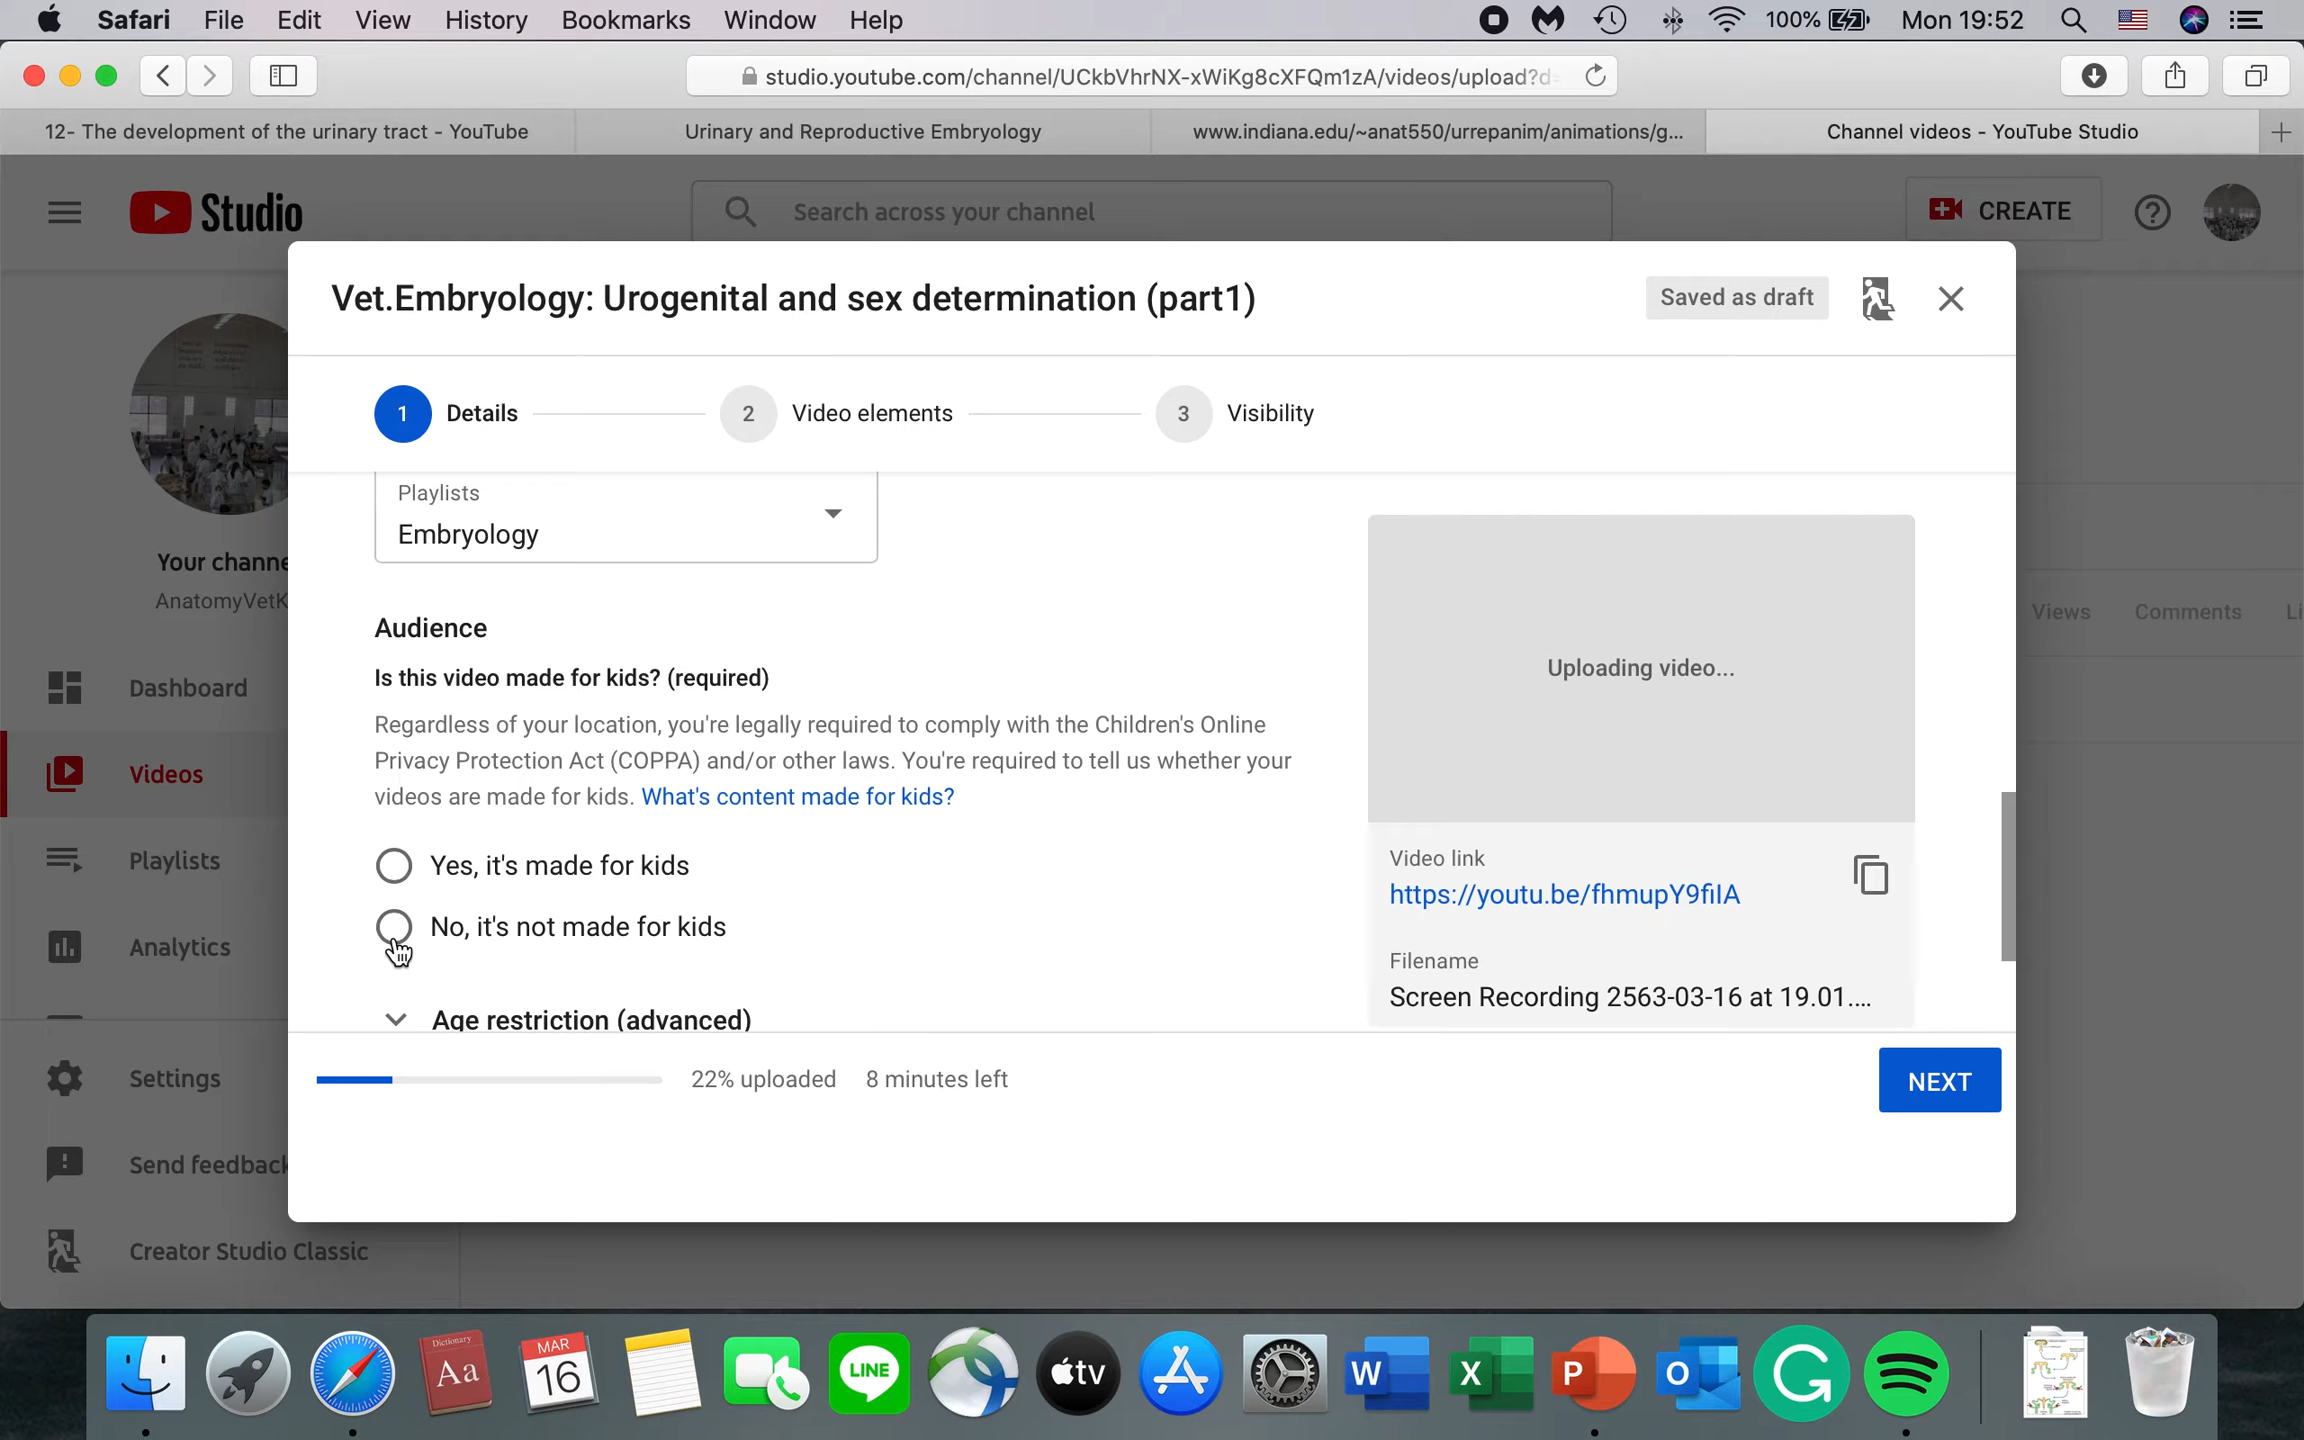 Safari File Edit View History Bookmarks Window Help 100% Mon 19:52
studio.youtube.com/channel/UCkbVhrNX-xWiKg8cXFQm1zA/videos/upload?d=
12- The development of the urinary tract - YouTube
Urinary and Reproductive Embryology
www.indiana.edu/~anat550/urrepanim/animations/g...
Channel videos - YouTube Studio
Studio
Search across your channel
CREATE
Vet.Embryology: Urogenital and sex determination (part1)
Saved as draft
1 Details
2 Video elements
3 Visibility
Playlists
Embryology
Audience
Is this video made for kids? (required)
Regardless of your location, you're legally required to comply with the Children's Online
Privacy Protection Act (COPPA) and/or other laws. You're required to tell us whether your
videos are made for kids. What's content made for kids?
Yes, it's made for kids
No, it's not made for kids
Age restriction (advanced)
Uploading video...
Video link
https://youtu.be/fhmupY9filA
Filename
Screen Recording 2563-03-16 at 19.01....
22% uploaded 8 minutes left
NEXT
Your channe
AnatomyVetK
Dashboard
Videos
Playlists
Analytics
Settings
Send feedback
Creator Studio Classic
Views Comments Li
Dictionary
Aa
MAR
16
LINE
tv
W
X
P
O
G